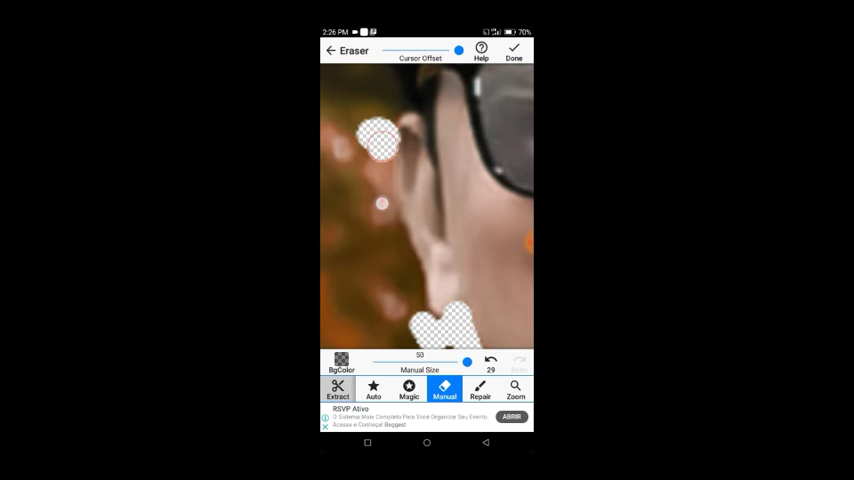 2:26 PM
70%
Eraser
Cursor Offset
Help
Done
50
BgColor
Manual Size
29
Redo
Extract
Auto
Magic
Manual
Repair
Zoom
RSVP Ativo
O Sistema Mais Completo Para Você Organizar Seu Evento.
Acesse e Conheça! Beggest
ABRIR